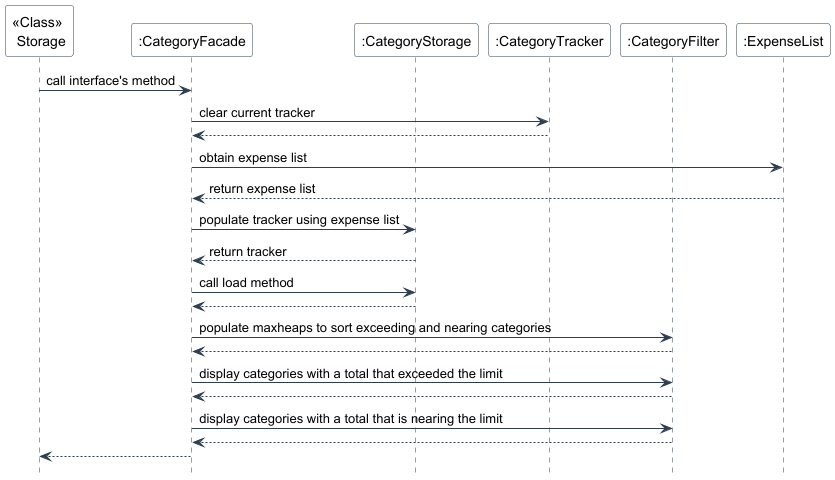 «Class»
Storage
:CategoryFacade
:CategoryStorage
:CategoryTracker
:CategoryFilter
:ExpenseList
call interface's method
clear current tracker
obtain expense list
return expense list
populate tracker using expense list
return tracker
call load method
populate maxheaps to sort exceeding and nearing categories
display categories with a total that exceeded the limit
display categories with a total that is nearing the limit